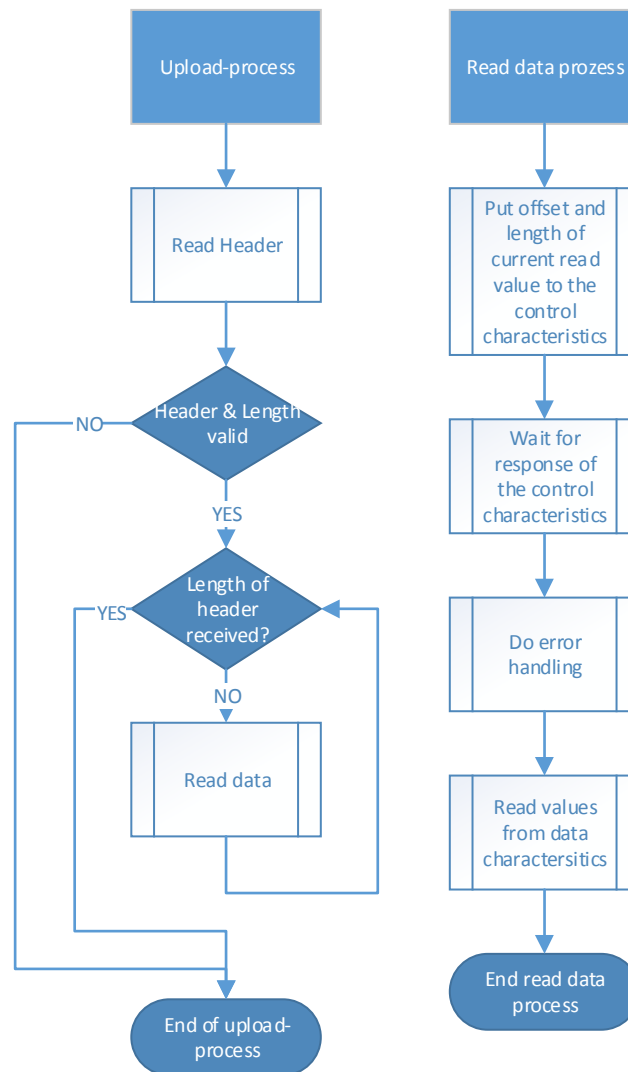 Upload-process
Read Header
Header & Length
valid
NO
YES
Length of
header
received?
YES
NO
Read data
End of upload-
process
Read data prozess
Put offset and
length of
current read
value to the
control
characteristics
Wait for
response of
the control
characteristics
Do error
handling
Read values
from data
charactersitics
End read data
process